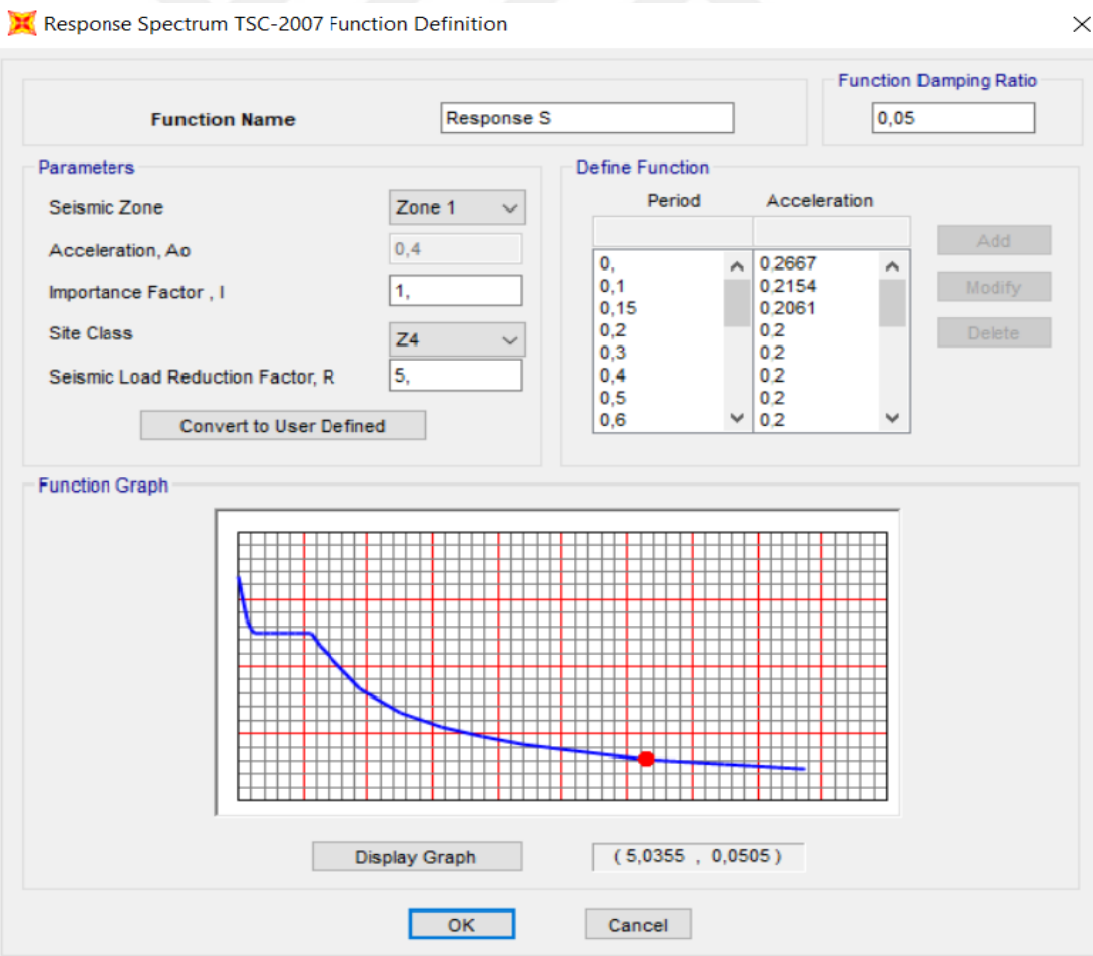 Response Spectrum TSC-2007 Function Definition
Function Damping Ratio
Function Name
Response S
0,05
Parameters
Seismic Zone
Zone 1
Acceleration, Ao
0,4
Importance Factor , I
1,
Site Class
Z4
Seismic Load Reduction Factor, R
5,
Convert to User Defined
Define Function
Period Acceleration
0, 0,2667
0,1 0,2154
0,15 0,2061
0,2 0,2
0,3 0,2
0,4 0,2
0,5 0,2
0,6 0,2
Add
Modify
Delete
Function Graph
Display Graph
( 5,0355 , 0,0505 )
OK
Cancel